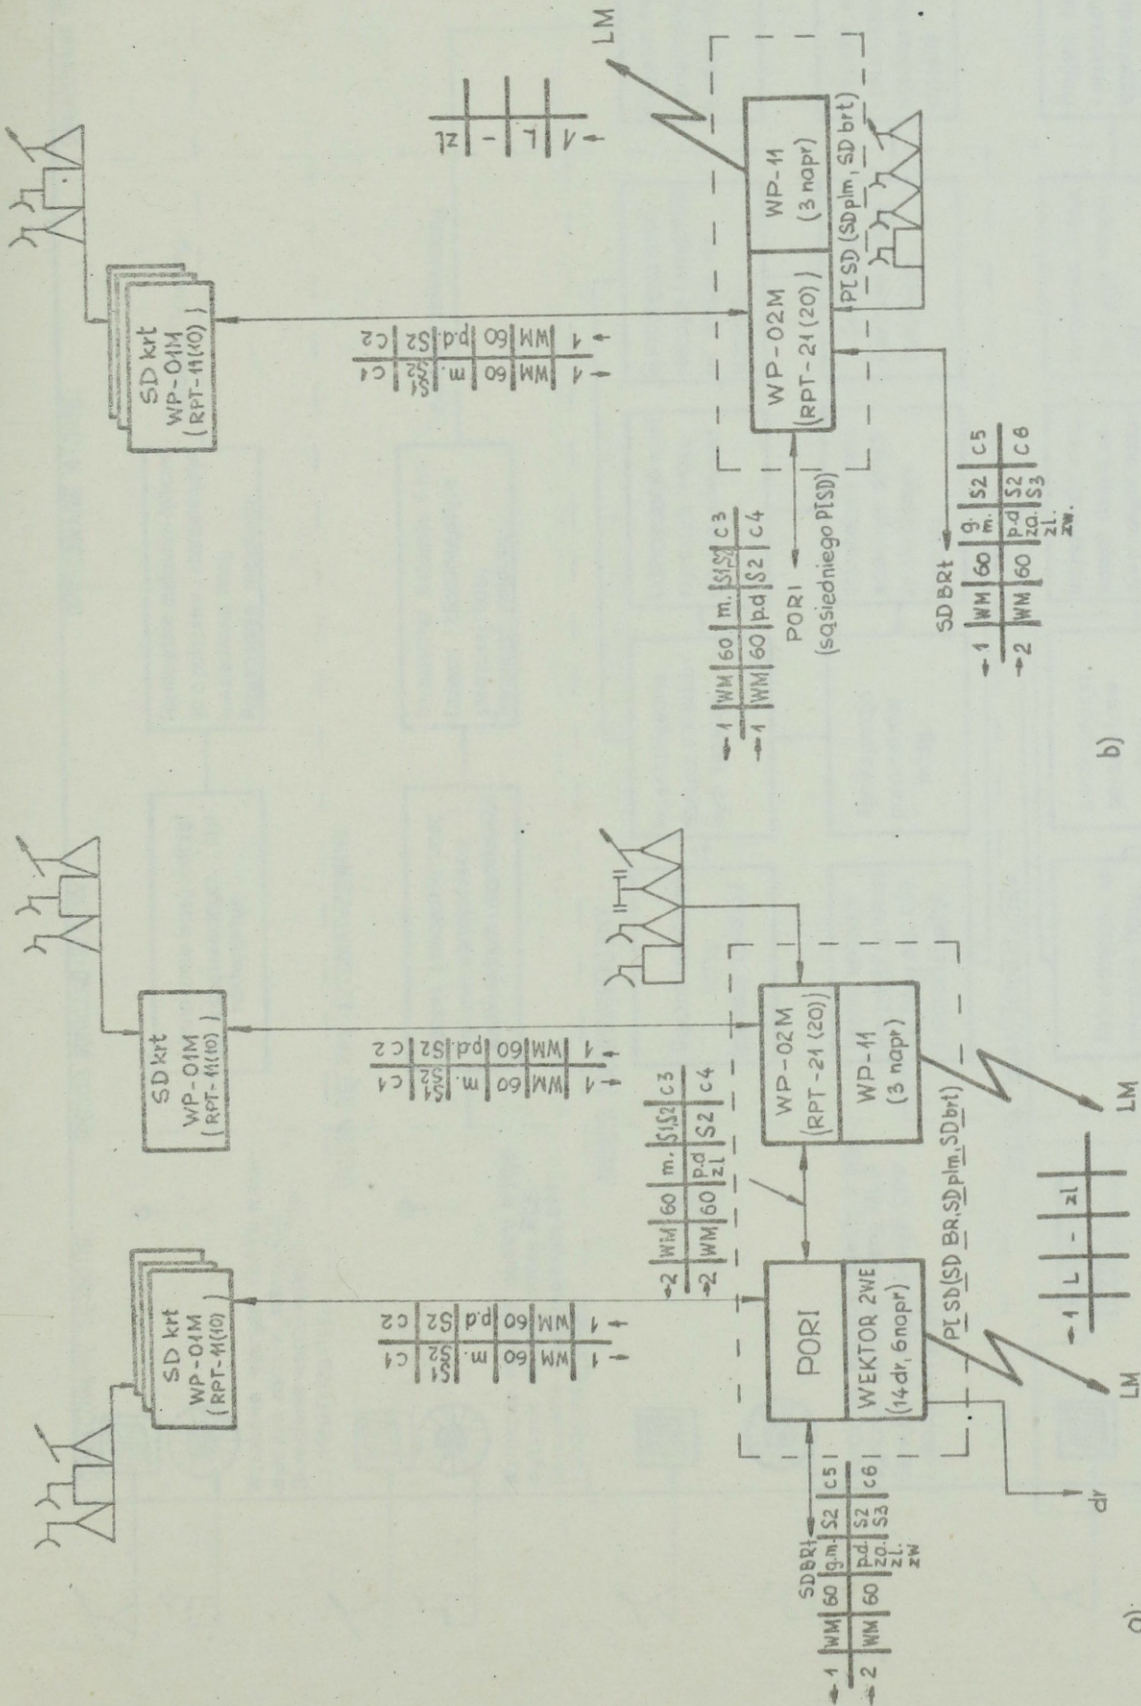 SD krt
WP-01M
(RPT-11(10) )
SD krt
WP-01M
(RPT-11(10) )
1 | WM | 60 | m. | S1,S2 | C1
1 | WM | 60 | p.d | S2 | C2
1 | WM | 60 | m. | S1,S2 | C1
1 | WM | 60 | p.d. | S2 | C2
2 | WM | 60 | m. | S1,S2 | C3
2 | WM | 60 | p.d zl | S2 | C4
SDBRt
1 | WM | 60 | g.m. | S2 | C5
2 | WM | 60 | p.d. za. zl. zw | S2 S3 | C6
PORI
WEKTOR 2WE
(14dr, 6napr)
WP-02M
(RPT-21 (20))
WP-11
(3 napr)
Pł SD (SD BR, SD plm, SD brt)
dr
LM
1 | L | - | zl
LM
a)
SD krt
WP-01M
(RPT-11(10) )
1 | WM | 60 | m. | S1,S2 | C1
1 | WM | 60 | p.d. | S2 | C2
1 | L | - | zl
LM
1 | WM | 60 | m. | S1,S2 | C3
1 | WM | 60 | p.d | S2 | C4
PORI
(sąsiedniego PłSD)
WP-02M
(RPT-21 (20) )
WP-11
(3 napr)
Pł SD (SD plm, SD brt)
SDBRt
1 | WM | 60 | g. m. | S2 | C5
2 | WM | 60 | p.d za. zl. zw. | S2 S3 | C6
b)